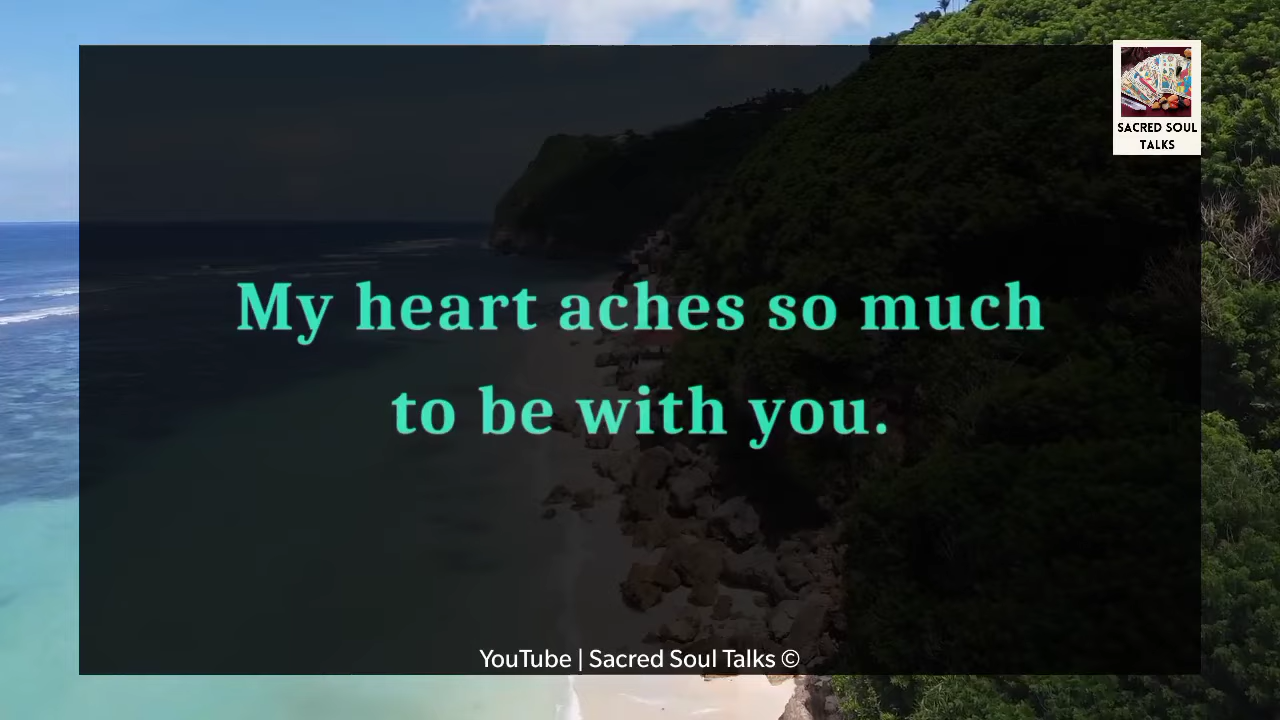 SACRED SOUL
TALKS
My heart aches so much
to be with you.
YouTube | Sacred Soul Talks ©